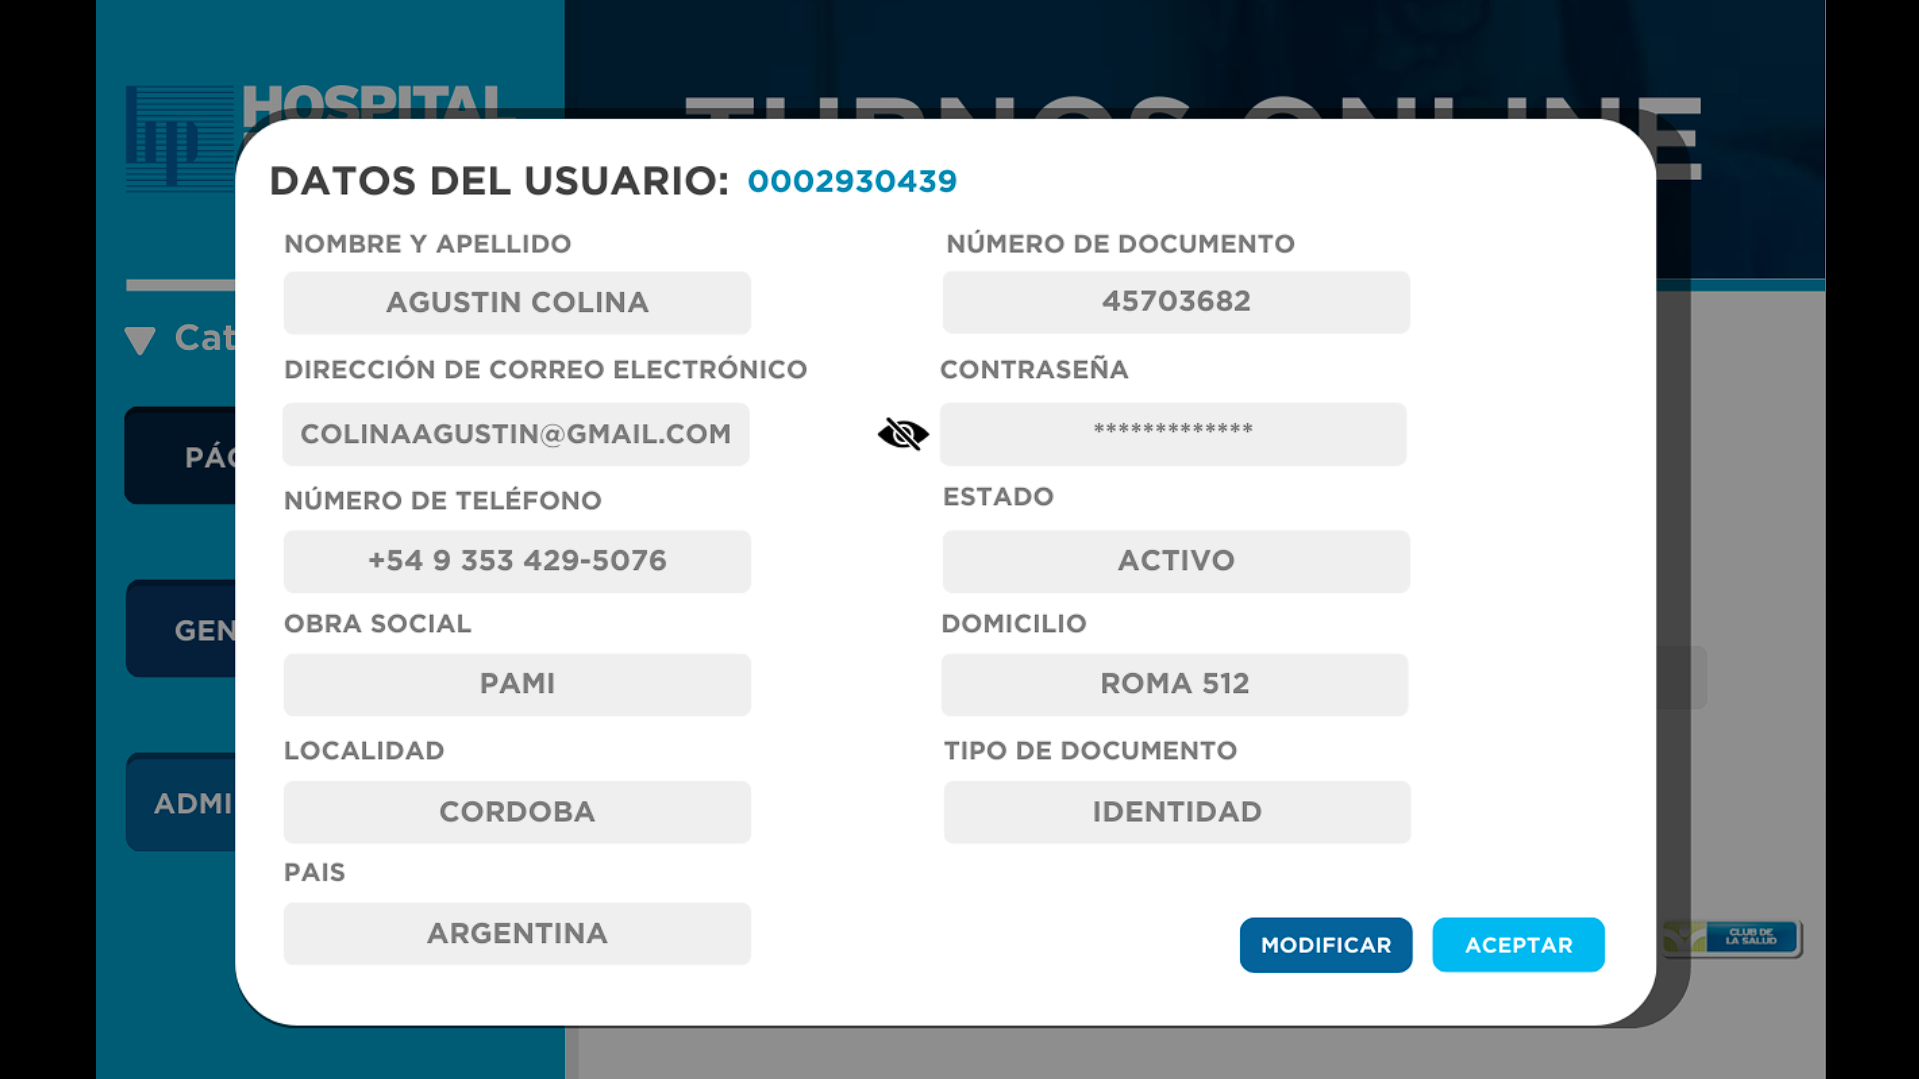 HOSPITAL
TURNOS ONLINE
DATOS DEL USUARIO: 0002930439
NOMBRE Y APELLIDO
AGUSTIN COLINA
NÚMERO DE DOCUMENTO
45703682
DIRECCIÓN DE CORREO ELECTRÓNICO
COLINAAGUSTIN@GMAIL.COM
CONTRASEÑA
*************
NÚMERO DE TELÉFONO
+54 9 353 429-5076
ESTADO
ACTIVO
OBRA SOCIAL
PAMI
DOMICILIO
ROMA 512
LOCALIDAD
CORDOBA
TIPO DE DOCUMENTO
IDENTIDAD
PAIS
ARGENTINA
MODIFICAR
ACEPTAR
Cat
PÁG
GEN
ADMI
CLUB DE
LA SALUD